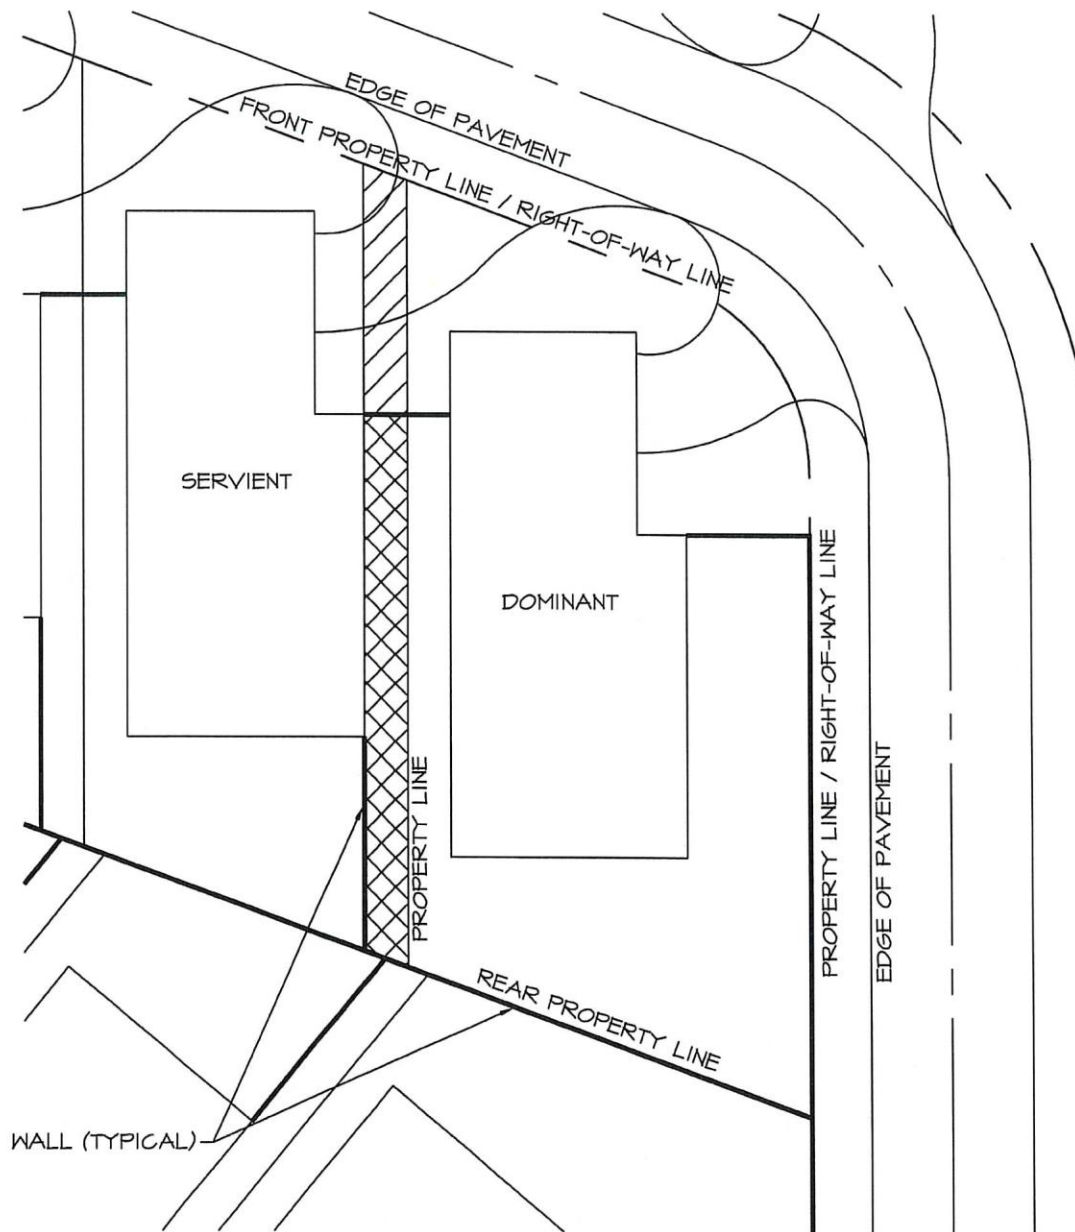 EDGE OF PAVEMENT
FRONT PROPERTY LINE / RIGHT-OF-WAY LINE
SERVIENT
DOMINANT
PROPERTY LINE
PROPERTY LINE / RIGHT-OF-WAY LINE
EDGE OF PAVEMENT
REAR PROPERTY LINE
WALL (TYPICAL)